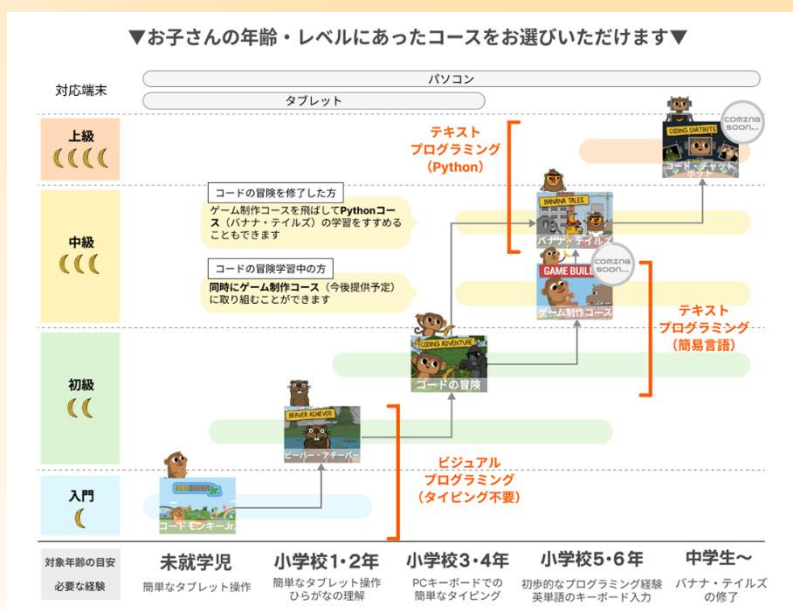 ▼お子さんの年齢・レベルにあったコースをお選びいただけます▼
対応端末
パソコン
タブレット
上級
テキスト
プログラミング
（Python）
COMING
SOON...
CODING CHATBOTS
コード・チャット
ボット
中級
コードの冒険を修了した方
ゲーム制作コースを飛ばしてPythonコー
ス（バナナ・テイルズ）の学習をすすめる
こともできます
BANANA TALES
バナナ・テイルズ
コードの冒険学習中の方
同時にゲーム制作コース（今後提供予定）
に取り組むことができます
COMING
SOON...
GAME BUILD
ゲーム制作コース
テキスト
プログラミング
（簡易言語）
初級
CODING ADVENTURE
コードの冒険
BEAVER ACHIEVER
ビーバー・アチーバー
ビジュアル
プログラミング
（タイピング不要）
入門
コードモンキーJr.
対象年齢の目安
必要な経験
未就学児
簡単なタブレット操作
小学校1・2年
簡単なタブレット操作
ひらがなの理解
小学校3・4年
PCキーボードでの
簡単なタイピング
小学校5・6年
初歩的なプログラミング経験
英単語のキーボード入力
中学生～
バナナ・テイルズ
の修了